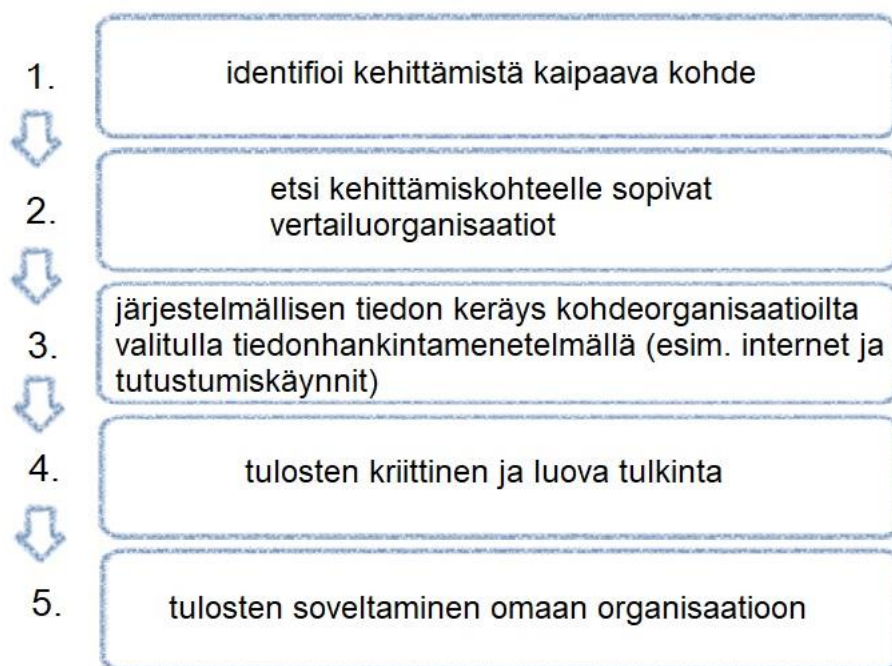 1.
identifioi kehittämistä kaipaava kohde
2.
etsi kehittämiskohteelle sopivat
vertailuorganisaatiot
3.
järjestelmällisen tiedon keräys kohdeorganisaatioilta
valitulla tiedonhankintamenetelmällä (esim. internet ja
tutustumiskäynnit)
4.
tulosten kriittinen ja luova tulkinta
5.
tulosten soveltaminen omaan organisaatioon